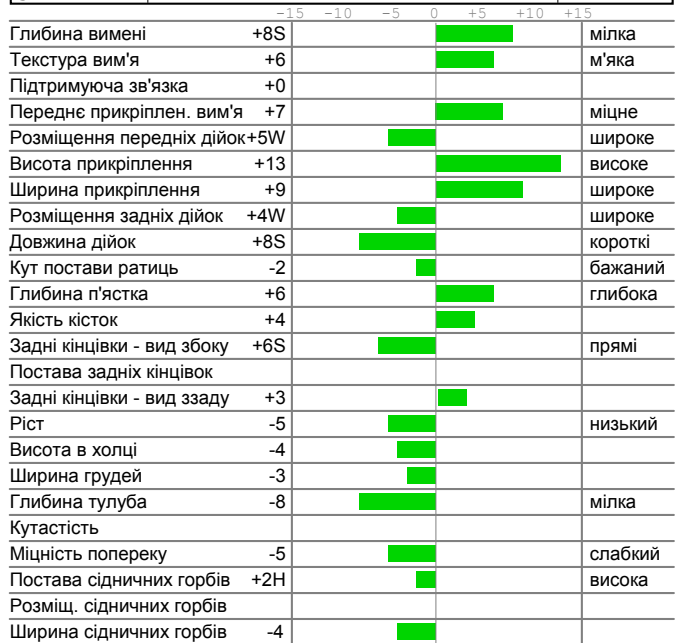 -15 -10 -5 0 +5 +10 +15
Глибина вимені +8S мілка
Текстура вим'я +6 м'яка
Підтримуюча зв'язка +0
Переднє прикріплен. вим'я +7 міцне
Розміщення передніх дійок+5W широке
Висота прикріплення +13 високе
Ширина прикріплення +9 широке
Розміщення задніх дійок +4W широке
Довжина дійок +8S короткі
Кут постави ратиць -2 бажаний
Глибина п'ястка +6 глибока
Якість кісток +4
Задні кінцівки - вид збоку +6S прямі
Постава задніх кінцівок
Задні кінцівки - вид ззаду +3
Ріст -5 низький
Висота в холці -4
Ширина грудей -3
Глибина тулуба -8 мілка
Кутастість
Міцність попереку -5 слабкий
Постава сідничних горбів +2H висока
Розміщ. сідничних горбів
Ширина сідничних горбів -4